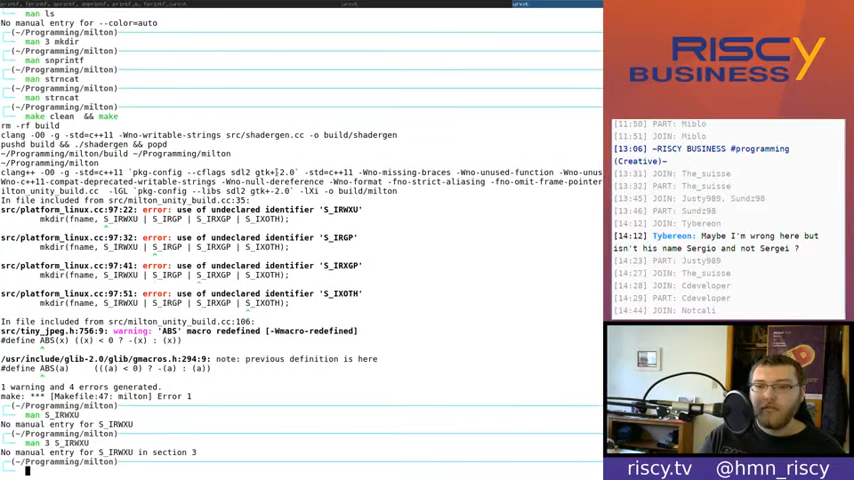 urxvt
urxvt
man ls
No manual entry for --color=auto
(~/Programming/milton)
man 3 mkdir
(~/Programming/milton)
man snprintf
(~/Programming/milton)
man strncat
(~/Programming/milton)
man strncat
(~/Programming/milton)
make clean && make
rm -rf build
clang -O0 -g -std=c++11 -Wno-writable-strings src/shadergen.cc -o build/shadergen
pushd build && ./shadergen && popd
~/Programming/milton/build ~/Programming/milton
~/Programming/milton
clang++ -O0 -g -std=c++11 `pkg-config --cflags sdl2 gtk+-2.0` -std=c++11 -Wno-missing-braces -Wno-unused-function -Wno-unus
Wno-c++11-compat-deprecated-writable-strings -Wno-null-dereference -Wno-format -fno-strict-aliasing -fno-omit-frame-pointer
ilton_unity_build.cc -lGL `pkg-config --libs sdl2 gtk+-2.0` -lXi -o build/milton
In file included from src/milton_unity_build.cc:35:
src/platform_linux.cc:97:22: error: use of undeclared identifier 'S_IRWXU'
mkdir(fname, S_IRWXU | S_IRGP | S_IXGRP | S_IXOTH);
^
src/platform_linux.cc:97:32: error: use of undeclared identifier 'S_IRGP'
mkdir(fname, S_IRWXU | S_IRGP | S_IRXGP | S_IXOTH);
^
src/platform_linux.cc:97:41: error: use of undeclared identifier 'S_IRXGP'
mkdir(fname, S_IRWXU | S_IRGP | S_IRXGP | S_IXOTH);
^
src/platform_linux.cc:97:51: error: use of undeclared identifier 'S_IXOTH'
mkdir(fname, S_IRWXU | S_IRGP | S_IRXGP | S_IXOTH);
^
In file included from src/milton_unity_build.cc:106:
src/tiny_jpeg.h:756:9: warning: 'ABS' macro redefined [-Wmacro-redefined]
#define ABS(x) ((x) < 0 ? -(x) : (x))
^
/usr/include/glib-2.0/glib/gmacros.h:294:9: note: previous definition is here
#define ABS(a) (((a) < 0) ? -(a) : (a))
^
1 warning and 4 errors generated.
make: *** [Makefile:47: milton] Error 1
(~/Programming/milton)
man S_IRWXU
No manual entry for S_IRWXU
(~/Programming/milton)
man 3 S_IRWXU
No manual entry for S_IRWXU in section 3
(~/Programming/milton)
RISCY
BUSINESS
[11:50] PART: Miblo
[11:51] JOIN: Miblo
[13:06] ~RISCY BUSINESS #programming
(Creative)~
[13:31] JOIN: The_suisse
[13:32] PART: The_suisse
[13:45] JOIN: Justy989, Sundz98
[13:46] PART: Sundz98
[14:12] JOIN: Tybereon
[14:12] Tybereon: Maybe I'm wrong here but
isn't his name Sergio and not Sergei ?
[14:23] PART: Justy989
[14:27] JOIN: The_suisse
[14:28] JOIN: Cdeveloper
[14:29] PART: Cdeveloper
[14:44] JOIN: Notcali
riscy.tv @hmn_riscy